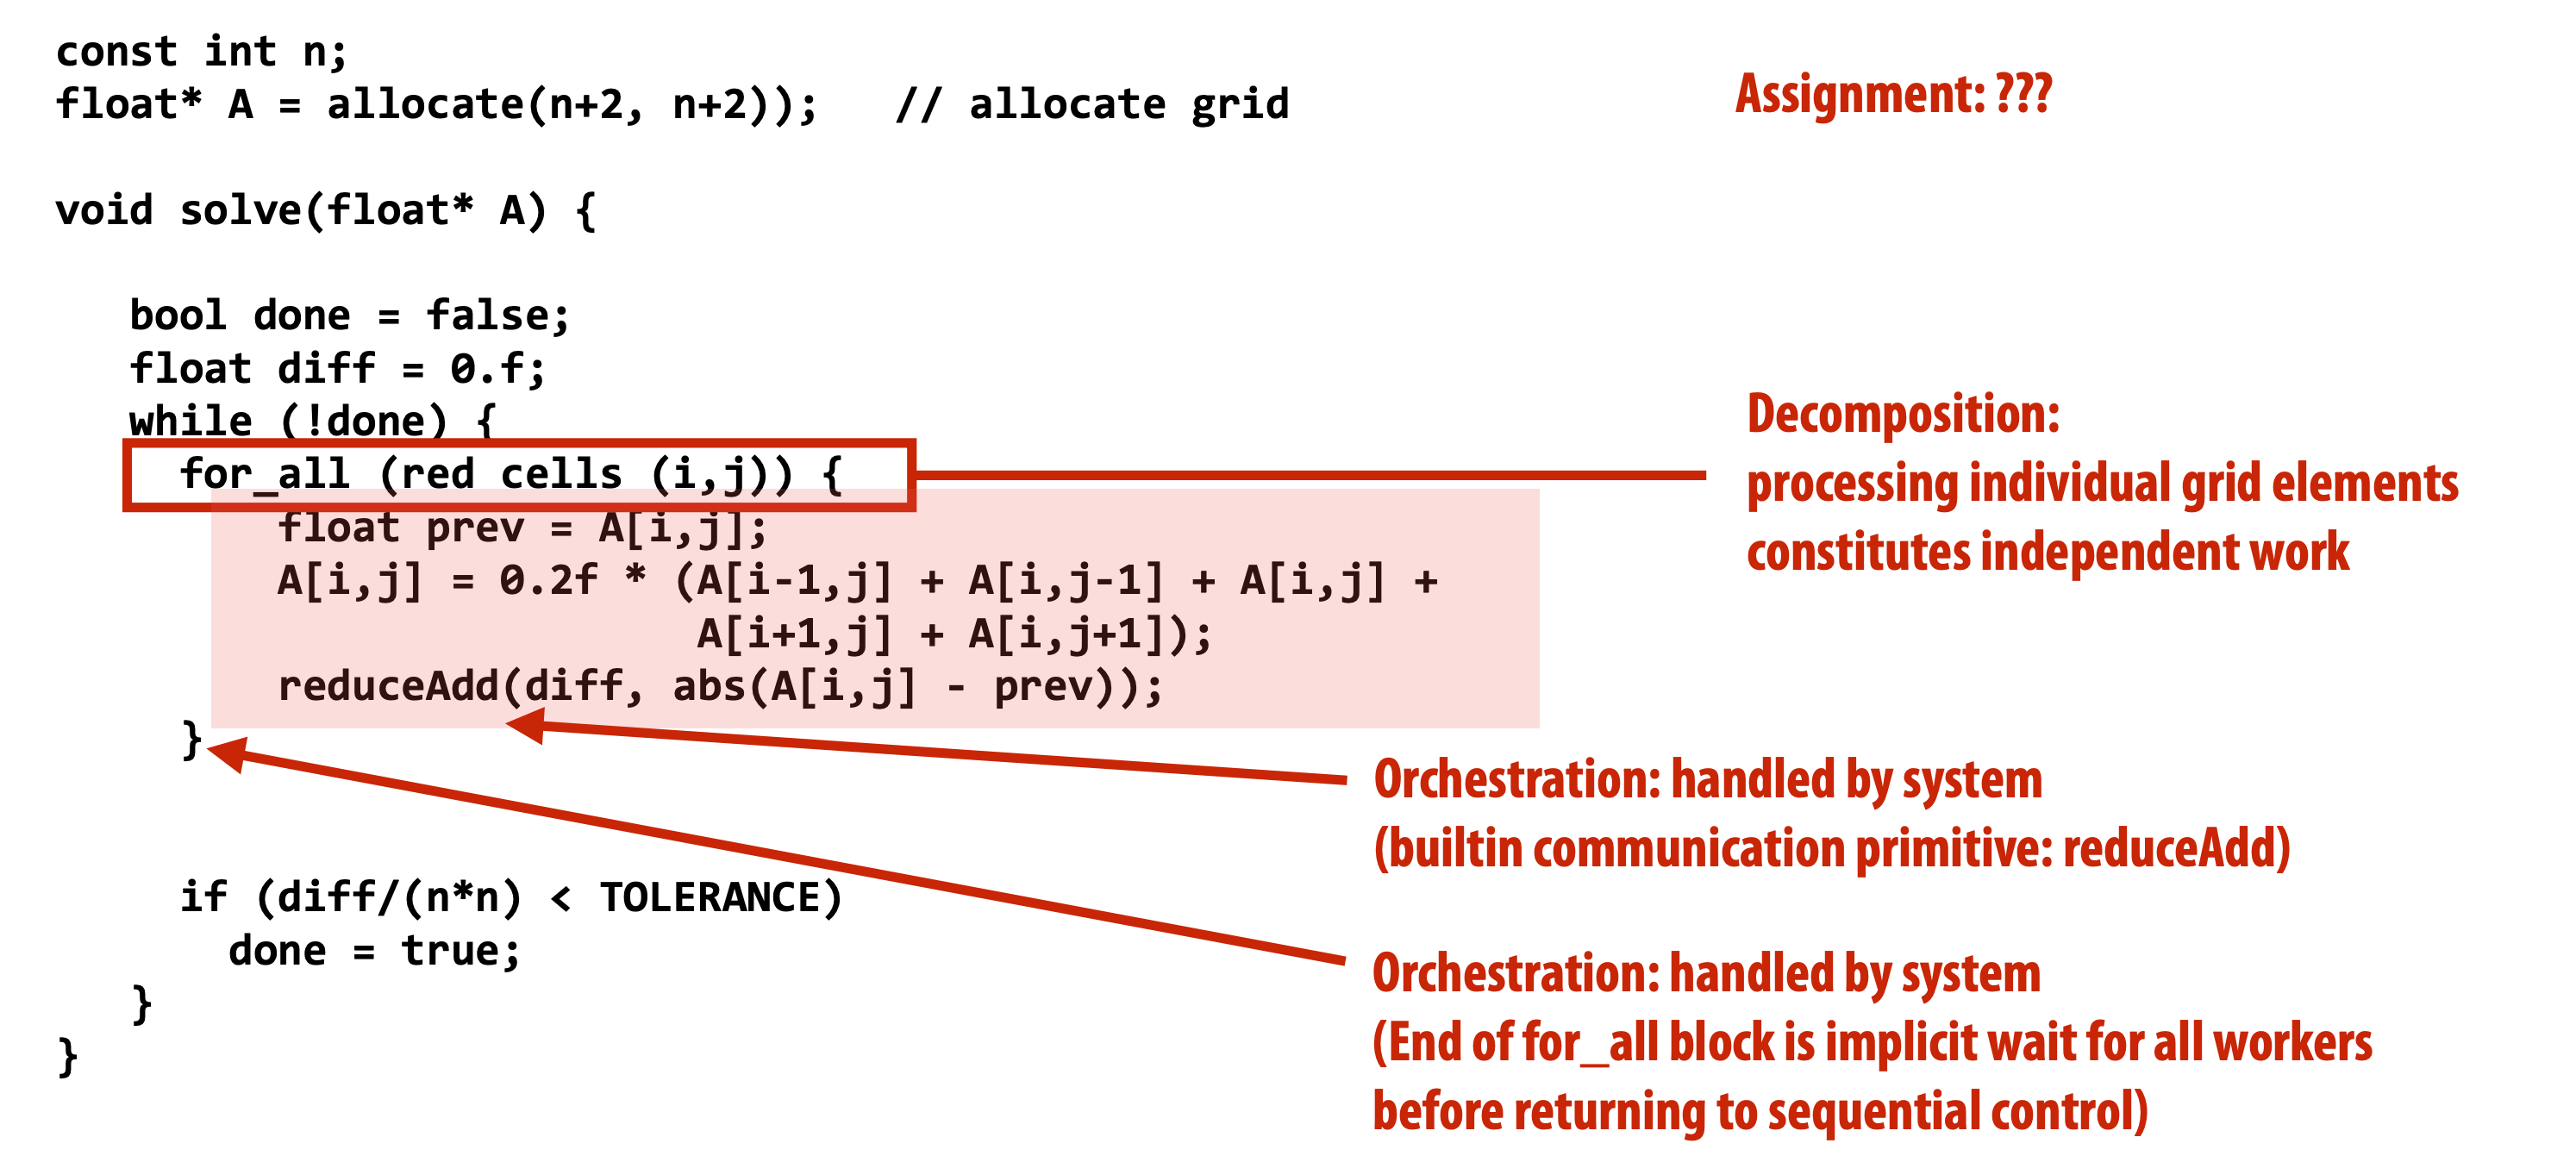 const int n;
float* A = allocate(n+2, n+2));   // allocate grid
Assignment: ???
void solve(float* A) {
bool done = false;
float diff = 0.f;
while (!done) {
for_all (red cells (i,j)) {
float prev = A[i,j];
A[i,j] = 0.2f * (A[i-1,j] + A[i,j-1] + A[i,j] +
A[i+1,j] + A[i,j+1]);
reduceAdd(diff, abs(A[i,j] - prev));
}
if (diff/(n*n) < TOLERANCE)
done = true;
}
}
Decomposition:
processing individual grid elements
constitutes independent work
Orchestration: handled by system
(builtin communication primitive: reduceAdd)
Orchestration: handled by system
(End of for_all block is implicit wait for all workers
before returning to sequential control)